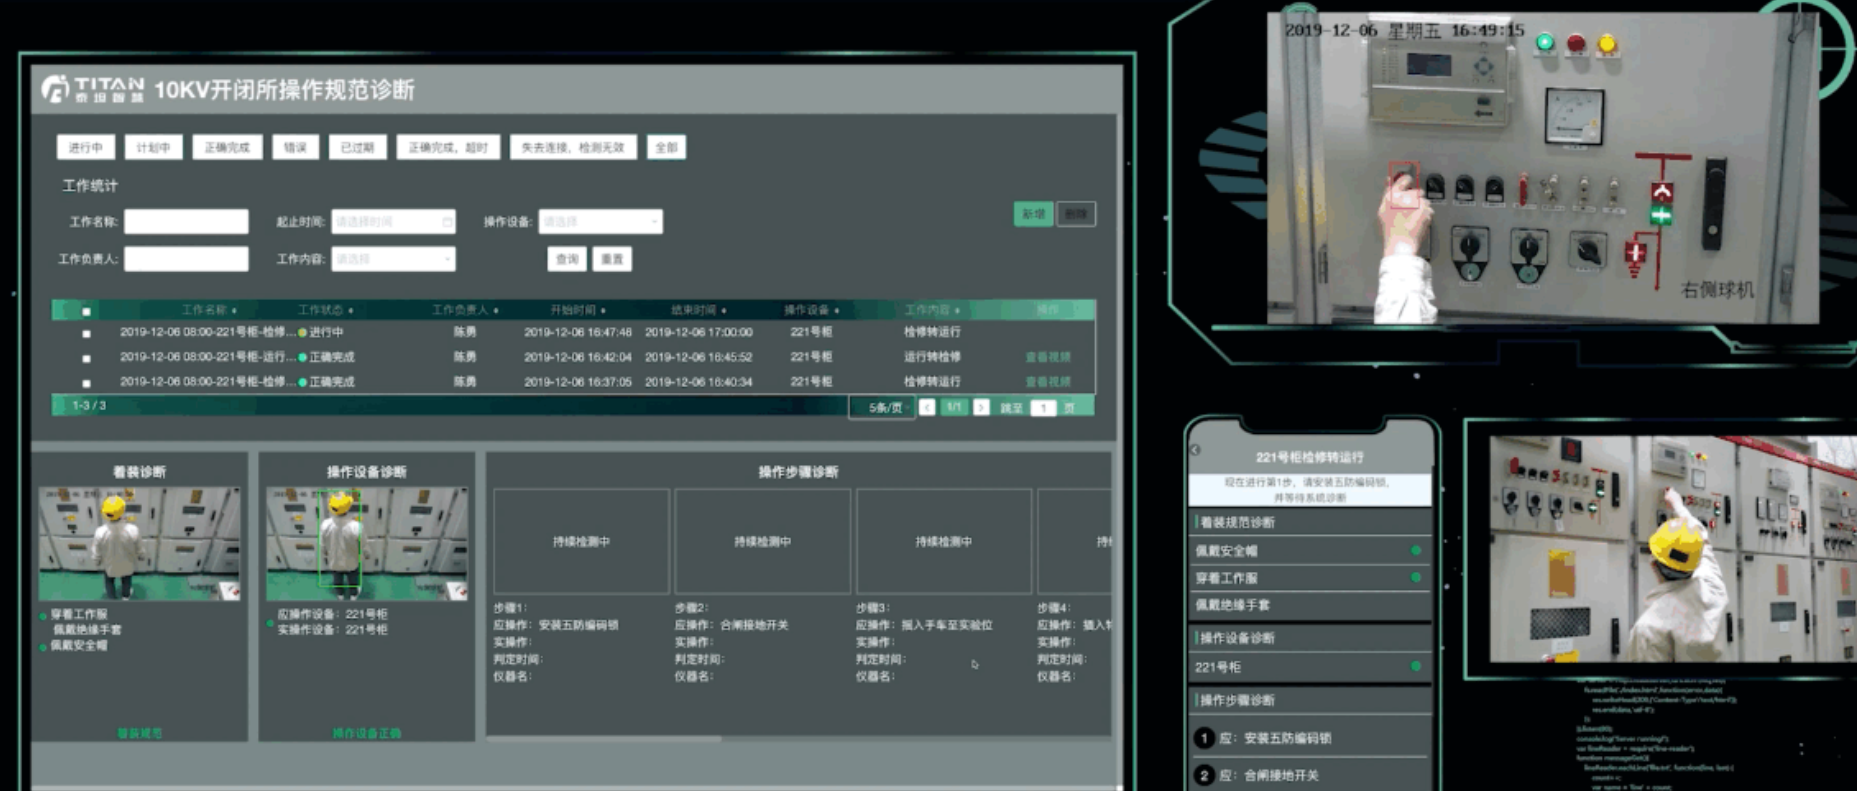 TITAN 泰坦智慧 10KV开闭所操作规范诊断
进行中 计划中 正确完成 错误 已过期 正确完成，超时 失去连接，检测无效 全部
工作统计
工作名称: 起止时间: 请选择时间 操作设备: 请选择
新增 删除
工作负责人: 工作内容: 请选择 查询 重置
工作名称 工作状态 工作负责人 开始时间 结束时间 操作设备 工作内容 操作
2019-12-06 08:00-221号柜-检修... 进行中 陈勇 2019-12-06 16:47:46 2019-12-06 17:00:00 221号柜 检修转运行
2019-12-06 08:00-221号柜-运行... 正确完成 陈勇 2019-12-06 16:42:04 2019-12-06 16:45:52 221号柜 运行转检修 查看视频
2019-12-06 08:00-221号柜-检修... 正确完成 陈勇 2019-12-06 16:37:05 2019-12-06 16:40:34 221号柜 检修转运行 查看视频
1-3 / 3 5条/页 1/1 跳至 1 页
着装诊断
穿着工作服
佩戴绝缘手套
佩戴安全帽
着装规范
操作设备诊断
应操作设备：221号柜
实操作设备：221号柜
操作设备正确
操作步骤诊断
持续检测中 持续检测中 持续检测中
步骤1: 步骤2: 步骤3: 步骤4:
应操作：安装五防编码锁 应操作：合闸接地开关 应操作：摇入手车至实验位 应操作：插入
实操作: 实操作: 实操作: 实操作:
判定时间: 判定时间: 判定时间: 判定时间:
仪器名: 仪器名: 仪器名: 仪器名:
2019-12-06 星期五 16:49:15
右侧球机
221号柜检修转运行
现在进行第1步，请安装五防编码锁，
并等待系统诊断
着装规范诊断
佩戴安全帽
穿着工作服
佩戴绝缘手套
操作设备诊断
221号柜
操作步骤诊断
1 应：安装五防编码锁
2 应：合闸接地开关